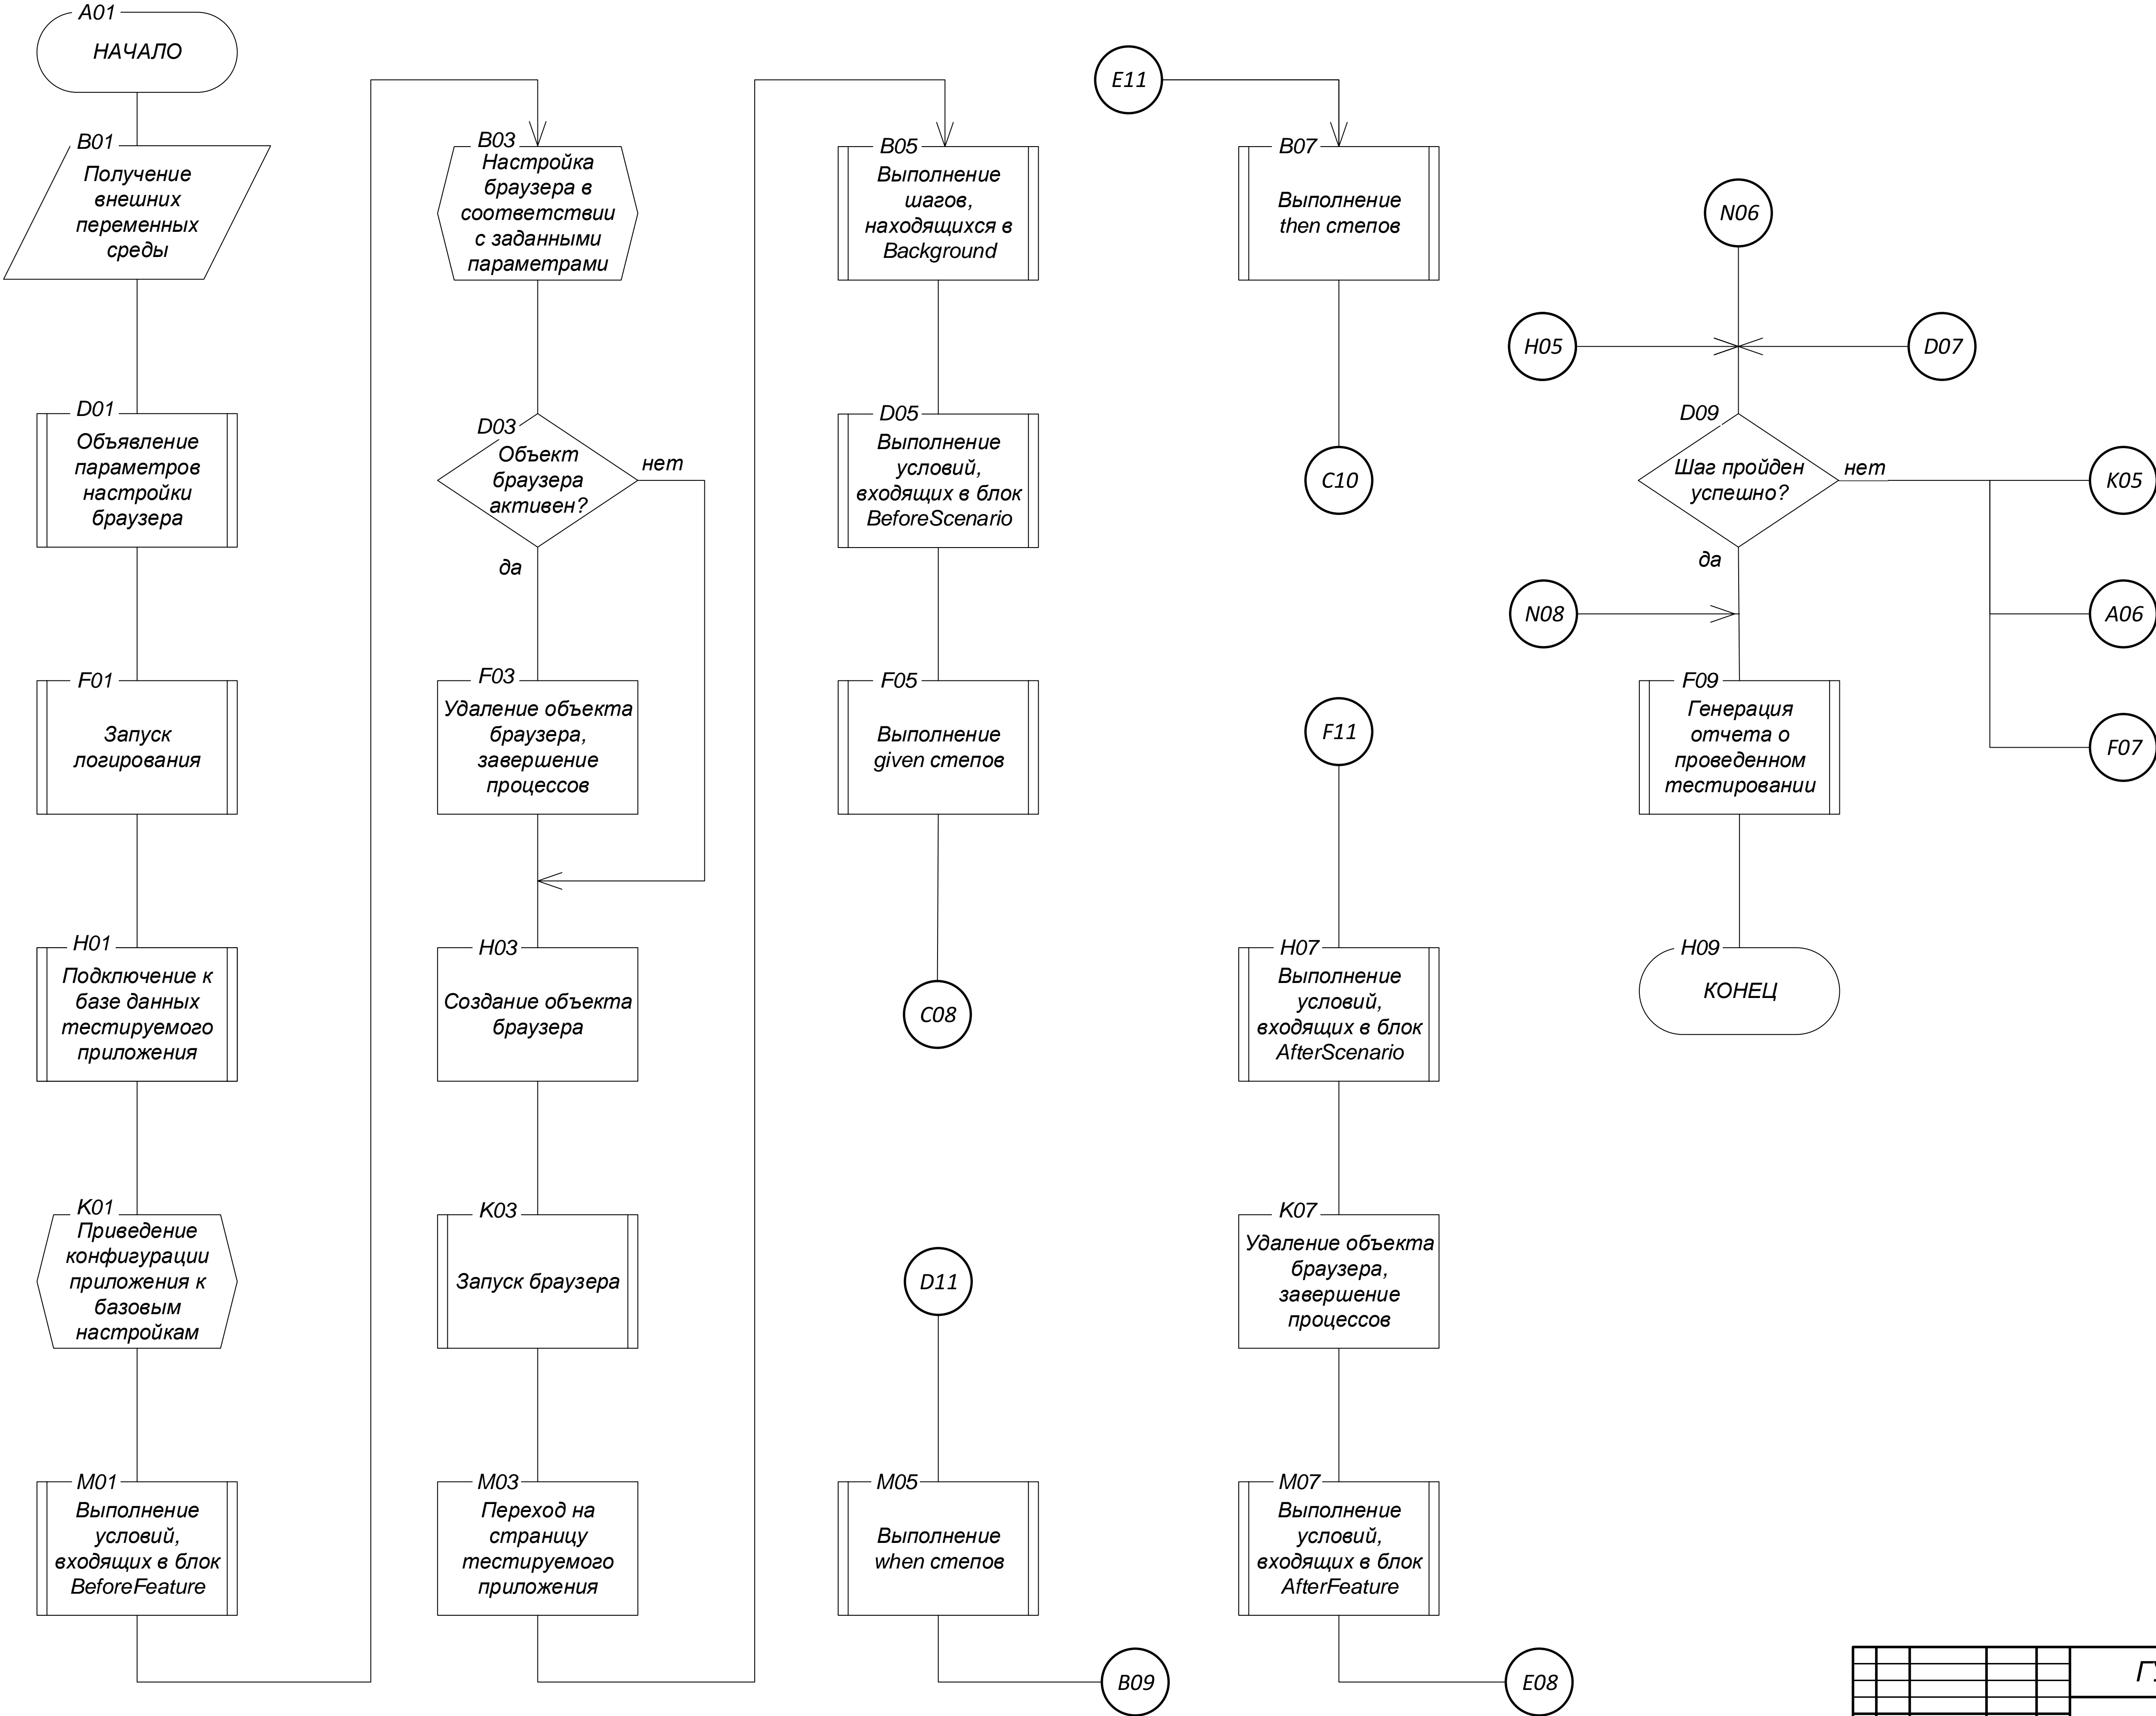 A01
НАЧАЛО
B01
Получение
внешних
переменных
среды
D01
Объявление
параметров
настройки
браузера
F01
Запуск
логирования
H01
Подключение к
базе данных
тестируемого
приложения
K01
Приведение
конфигурации
приложения к
базовым
настройкам
M01
Выполнение
условий,
входящих в блок
BeforeFeature
B03
Настройка
браузера в
соответствии
с заданными
параметрами
D03
Объект
браузера
активен?
нет
да
F03
Удаление объекта
браузера,
завершение
процессов
H03
Создание объекта
браузера
K03
Запуск браузера
M03
Переход на
страницу
тестируемого
приложения
B05
Выполнение
шагов,
находящихся в
Background
D05
Выполнение
условий,
входящих в блок
BeforeScenario
F05
Выполнение
given степов
C08
D11
M05
Выполнение
when степов
B09
E11
B07
Выполнение
then степов
C10
F11
H07
Выполнение
условий,
входящих в блок
AfterScenario
K07
Удаление объекта
браузера,
завершение
процессов
M07
Выполнение
условий,
входящих в блок
AfterFeature
E08
N06
H05
D07
D09
Шаг пройден
успешно?
нет
K05
да
N08
A06
F09
Генерация
отчета о
проведенном
тестировании
F07
H09
КОНЕЦ